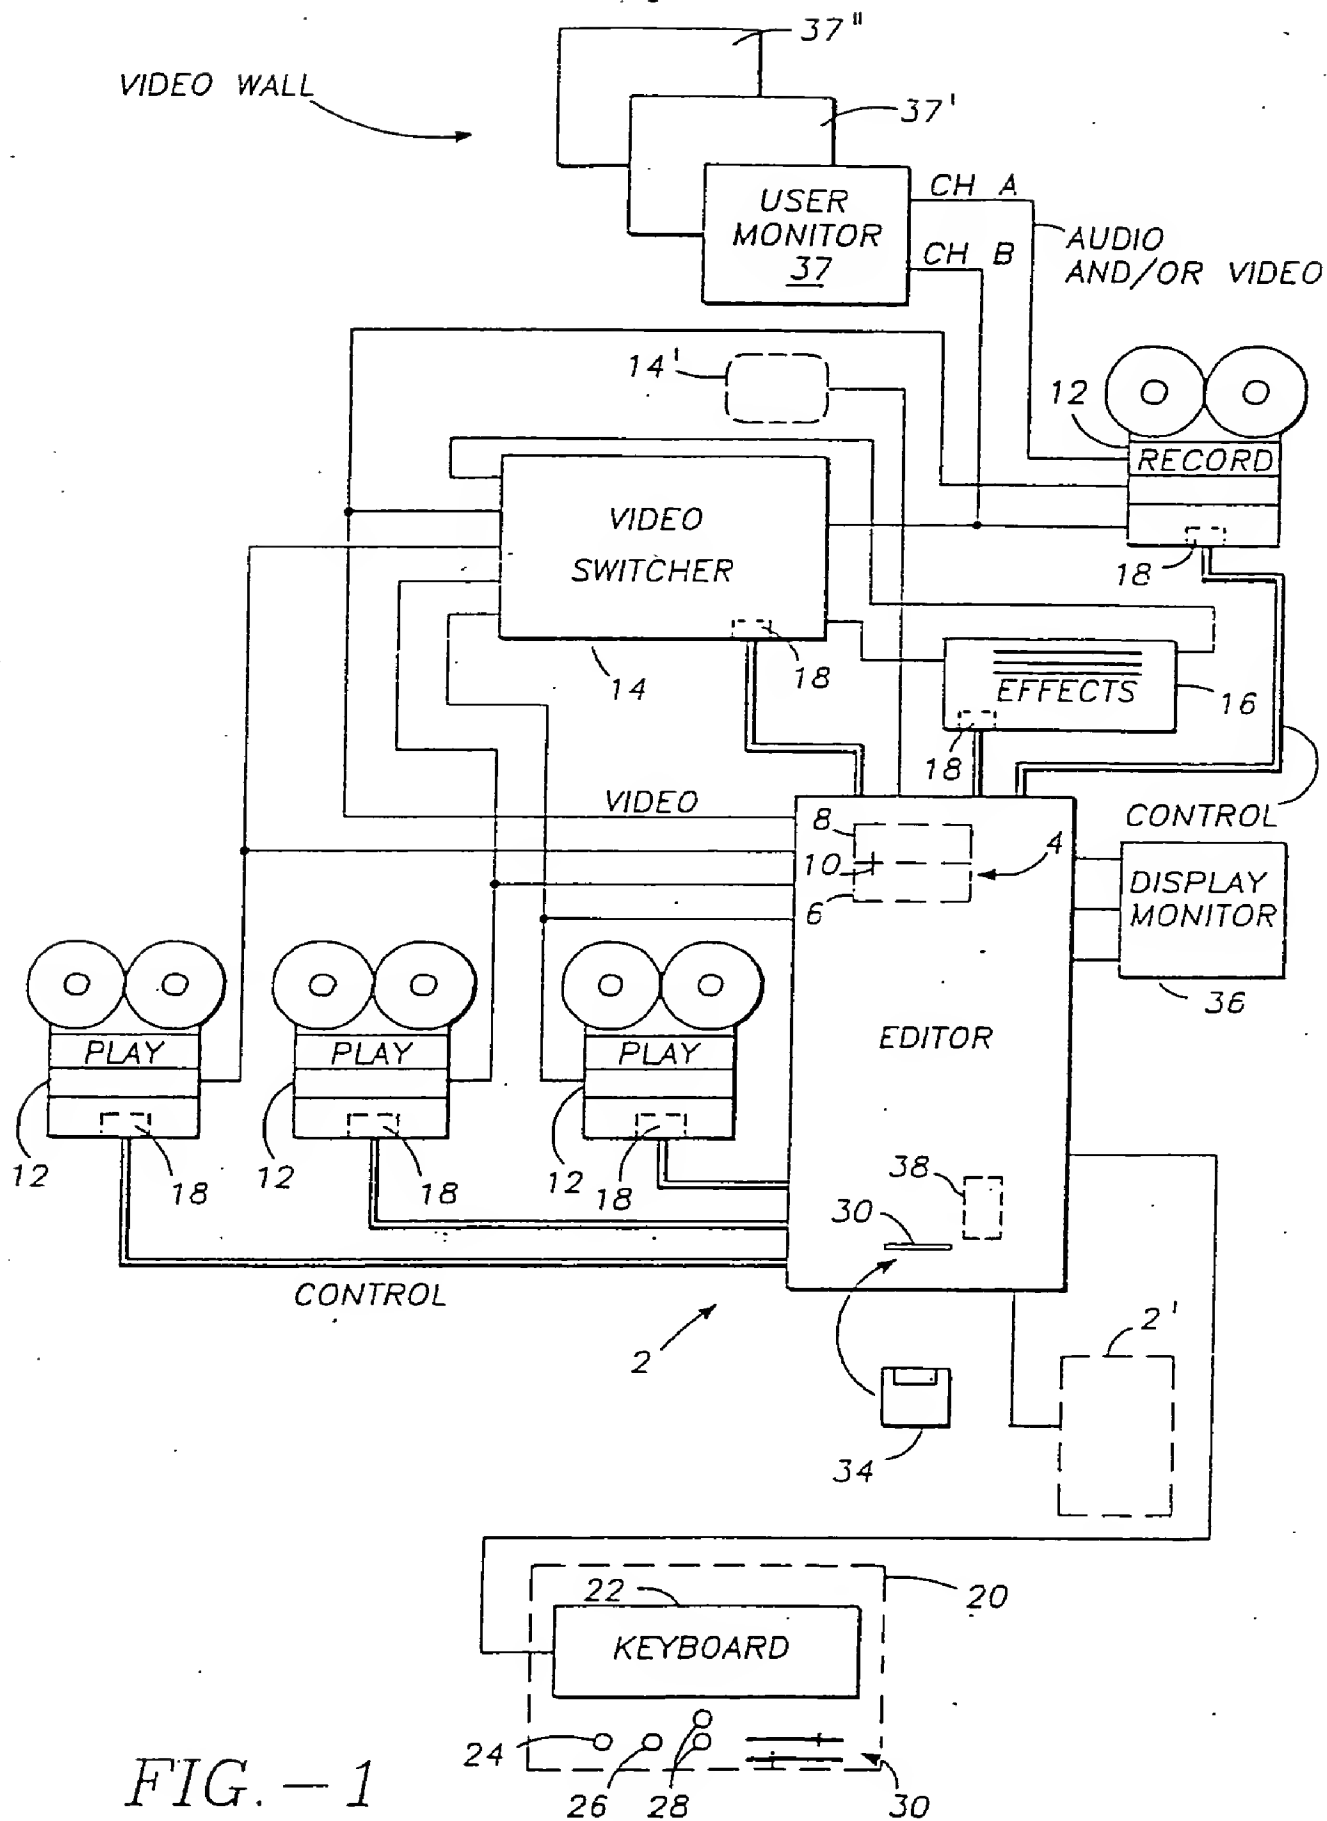 37"
VIDEO WALL
37'
USER
MONITOR
37
CH A
CH B
AUDIO
AND/OR VIDEO
14'
12
RECORD
VIDEO
SWITCHER
18
18
14
EFFECTS
16
18
VIDEO
CONTROL
8
10
4
6
DISPLAY
MONITOR
36
EDITOR
PLAY
PLAY
PLAY
12
18
12
18
12
18
38
30
CONTROL
2
2'
34
20
22
KEYBOARD
24
26
28
30
FIG.-1